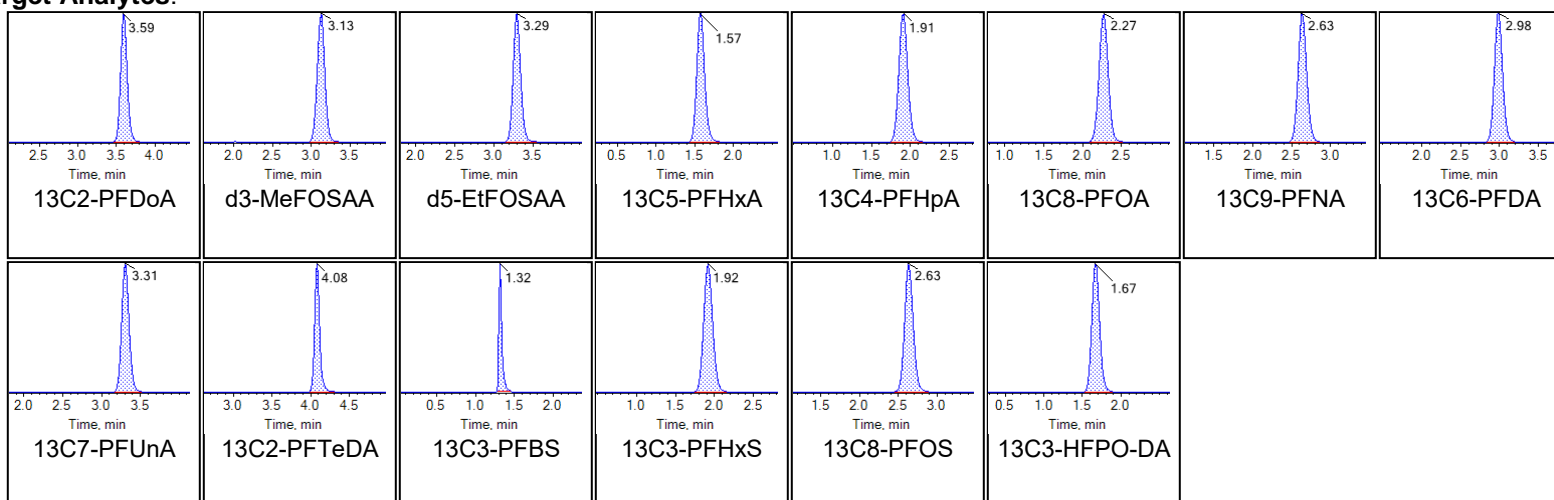 rget Analytes:
3.59 3.13 3.29 1.57 1.91 2.27 2.63 2.98
2.5 3.0 3.5 4.0 2.0 2.5 3.0 3.5 2.0 2.5 3.0 3.5 0.5 1.0 1.5 2.0 1.0 1.5 2.0 2.5 1.0 1.5 2.0 2.5 1.5 2.0 2.5 3.0 2.0 2.5 3.0 3.5
Time, min Time, min Time, min Time, min Time, min Time, min Time, min Time, min
13C2-PFDoA d3-MeFOSAA d5-EtFOSAA 13C5-PFHxA 13C4-PFHpA 13C8-PFOA 13C9-PFNA 13C6-PFDA
3.31 4.08 1.32 1.92 2.63 1.67
2.0 2.5 3.0 3.5 3.0 3.5 4.0 4.5 0.5 1.0 1.5 2.0 1.0 1.5 2.0 2.5 1.5 2.0 2.5 3.0 0.5 1.0 1.5 2.0
Time, min Time, min Time, min Time, min Time, min Time, min
13C7-PFUnA 13C2-PFTeDA 13C3-PFBS 13C3-PFHxS 13C8-PFOS 13C3-HFPO-DA